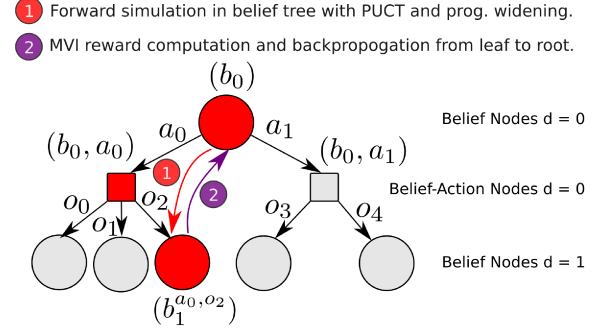 1 Forward simulation in belief tree with PUCT and prog. widening.
2 MVI reward computation and backpropogation from leaf to root.
(b₀)
Belief Nodes d = 0
a₀ a₁
(b₀, a₀) (b₀, a₁)
1
Belief-Action Nodes d = 0
2
o₀ o₁ o₂ o₃ o₄
Belief Nodes d = 1
(b₁^{a₀,o₂})